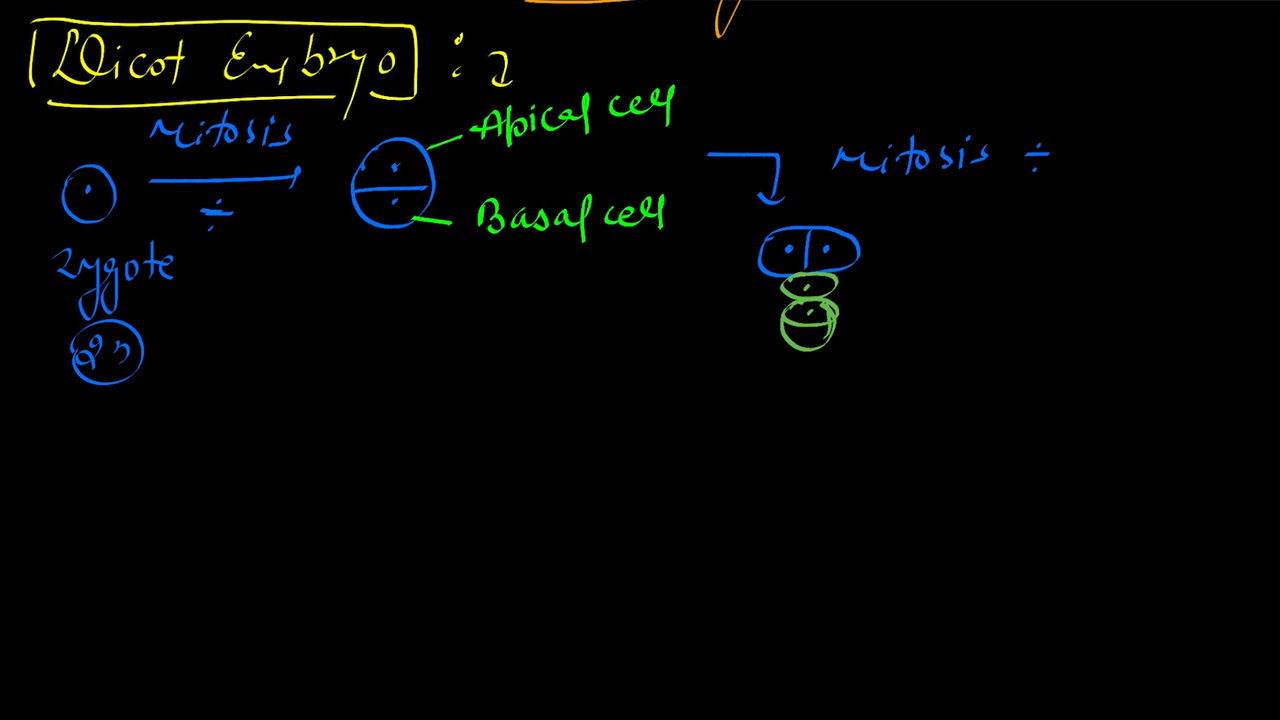 Dicot Embryo :
Mitosis
÷
Apical cell
Basal cell
Mitosis ÷
Zygote
2n